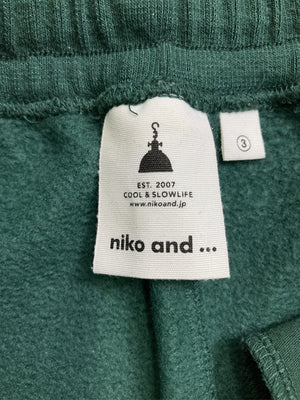 ③
EST. 2007
COOL & SLOWLIFE
www.nikoand.jp
niko and ...